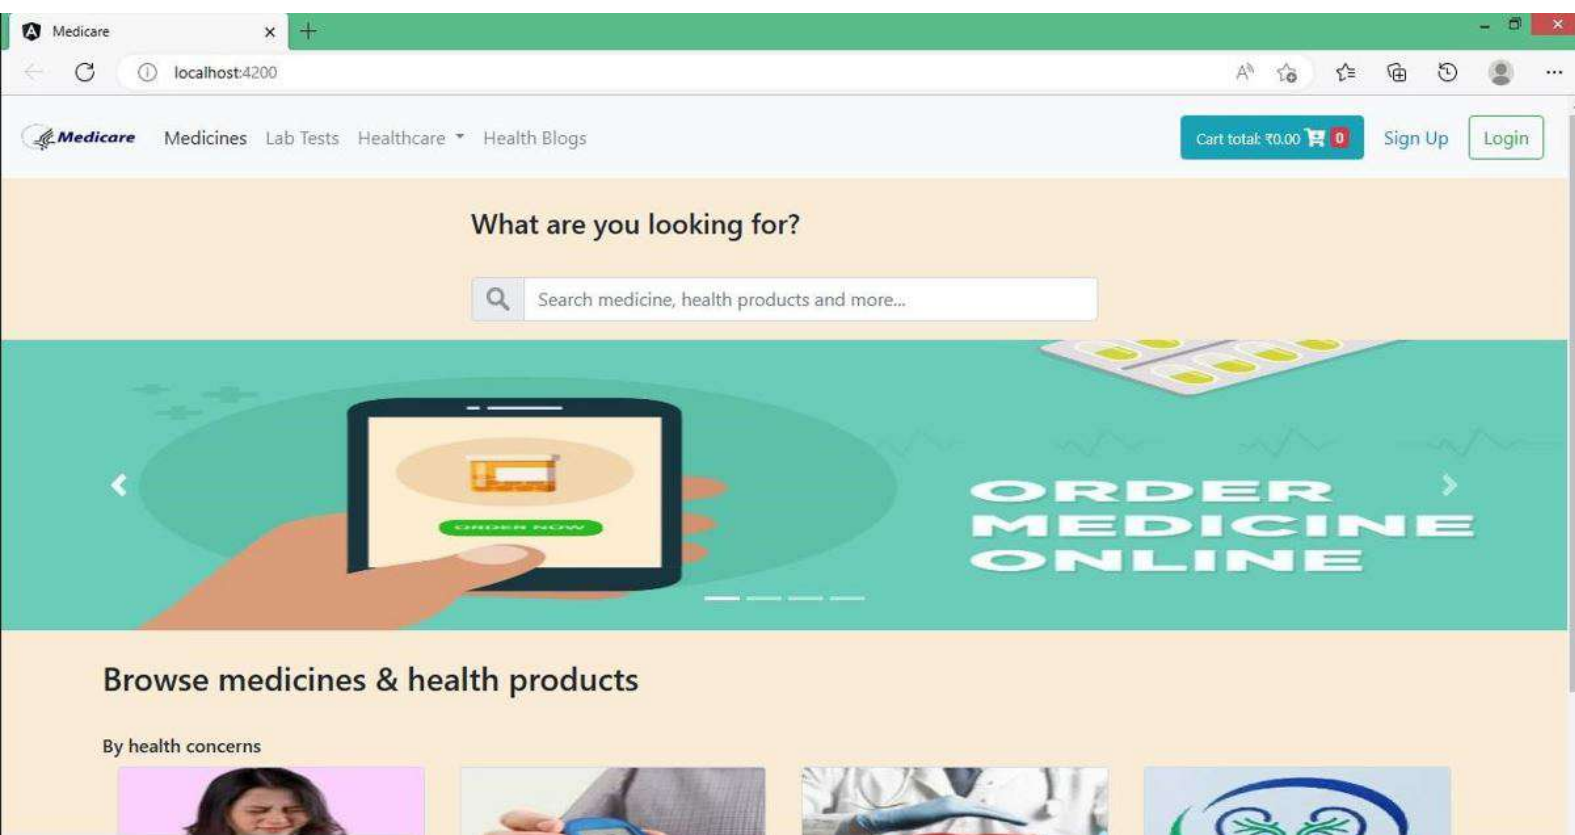 Medicare
localhost:4200
Medicare Medicines Lab Tests Healthcare Health Blogs Cart total: ₹0.00 0 Sign Up Login
What are you looking for?
Search medicine, health products and more...
ORDER NOW
ORDER
MEDICINE
ONLINE
Browse medicines & health products
By health concerns